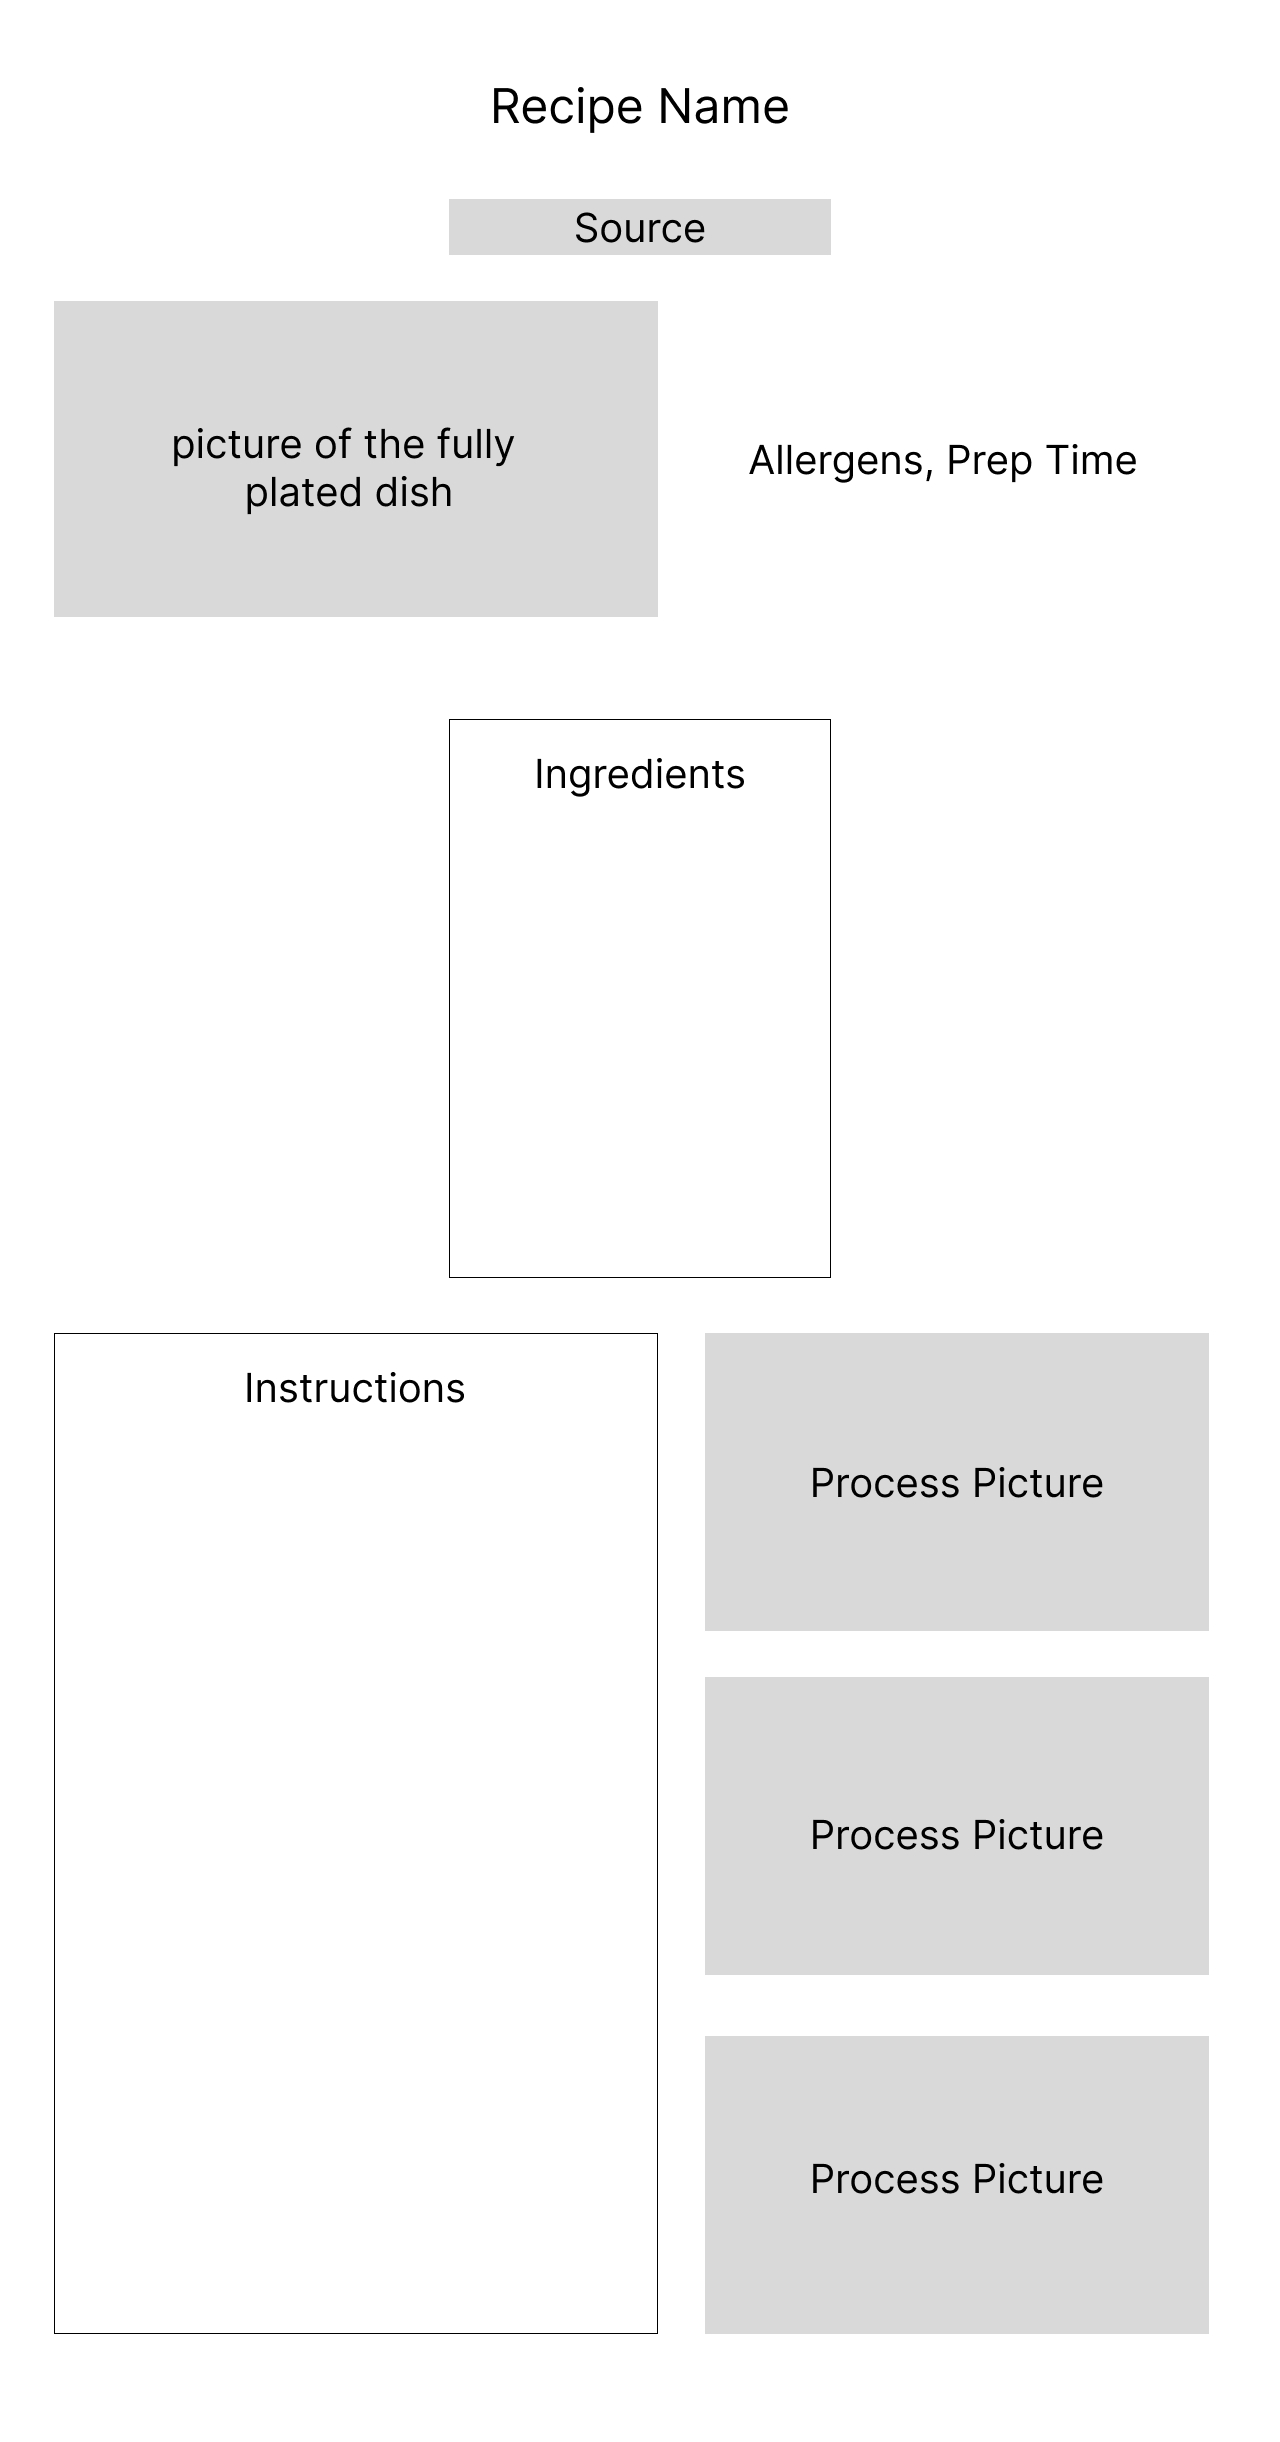 Recipe Name
Source
picture of the fully
plated dish
Allergens, Prep Time
Ingredients
Instructions
Process Picture
Process Picture
Process Picture